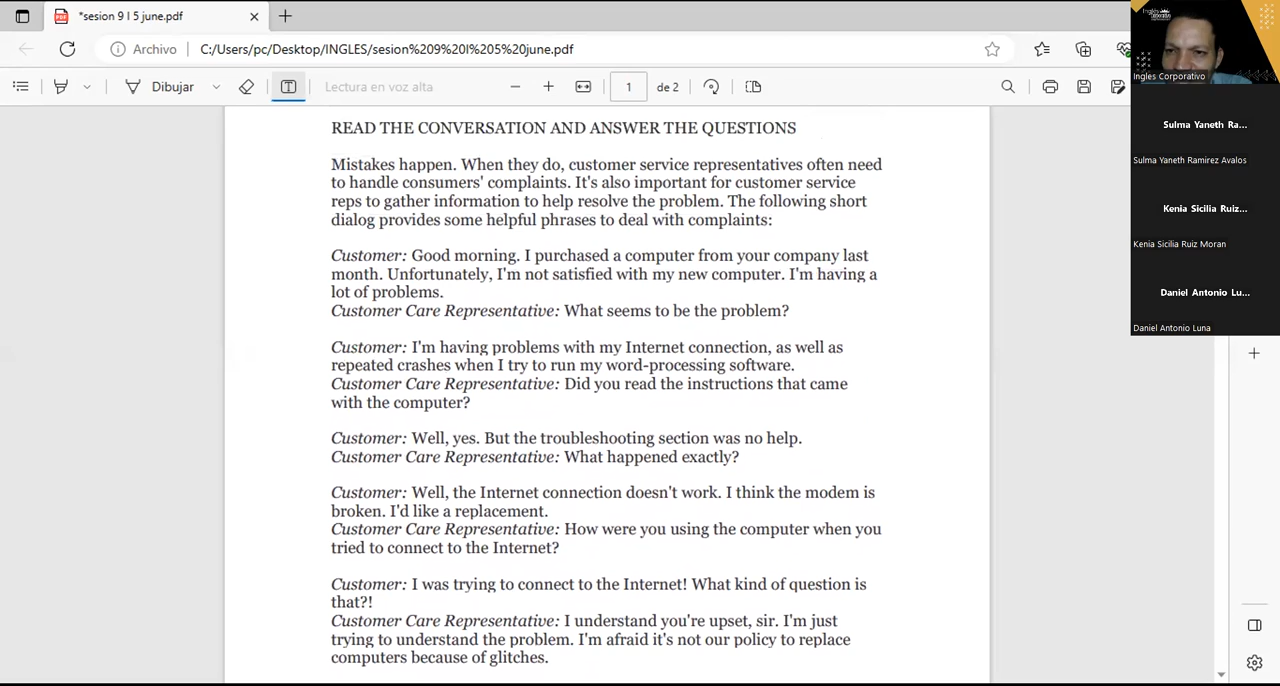 *sesion 9 I 5 june.pdf
Archivo
C:/Users/pc/Desktop/INGLES/sesion%209%20I%205%20june.pdf
Dibujar
Lectura en voz alta
1
de 2
READ THE CONVERSATION AND ANSWER THE QUESTIONS
Mistakes happen. When they do, customer service representatives often need
to handle consumers' complaints. It's also important for customer service
reps to gather information to help resolve the problem. The following short
dialog provides some helpful phrases to deal with complaints:
Customer: Good morning. I purchased a computer from your company last
month. Unfortunately, I'm not satisfied with my new computer. I'm having a
lot of problems.
Customer Care Representative: What seems to be the problem?
Customer: I'm having problems with my Internet connection, as well as
repeated crashes when I try to run my word-processing software.
Customer Care Representative: Did you read the instructions that came
with the computer?
Customer: Well, yes. But the troubleshooting section was no help.
Customer Care Representative: What happened exactly?
Customer: Well, the Internet connection doesn't work. I think the modem is
broken. I'd like a replacement.
Customer Care Representative: How were you using the computer when you
tried to connect to the Internet?
Customer: I was trying to connect to the Internet! What kind of question is
that?!
Customer Care Representative: I understand you're upset, sir. I'm just
trying to understand the problem. I'm afraid it's not our policy to replace
computers because of glitches.
Ingles Corporativo
Sulma Yaneth Ra...
Sulma Yaneth Ramirez Avalos
Kenia Sicilia Ruiz...
Kenia Sicilia Ruiz Moran
Daniel Antonio Lu...
Daniel Antonio Luna